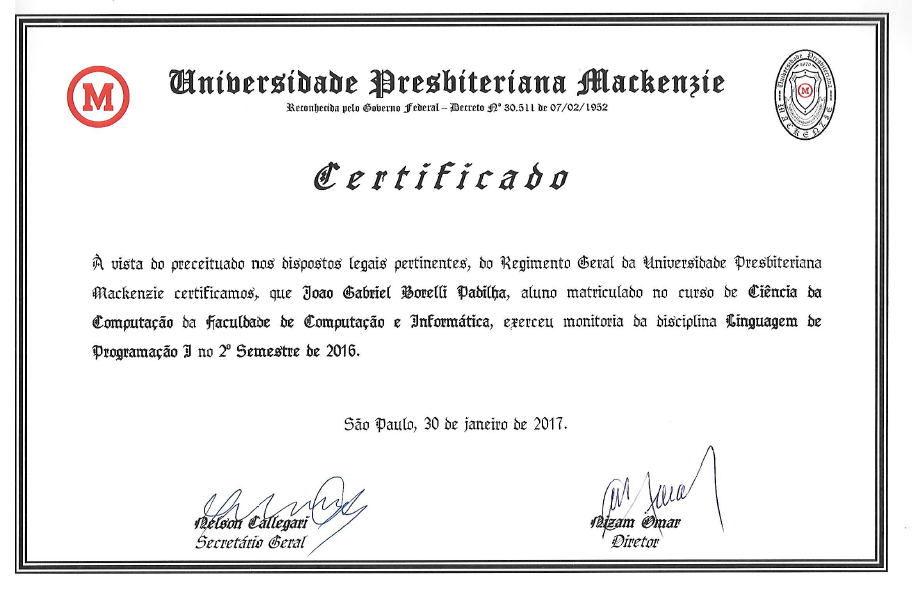 M
Universidade Presbiteriana Mackenzie
Reconhecida pelo Governo Federal – Decreto Nº 30.511 de 07/02/1952
Certificado
À vista do preceituado nos dispostos legais pertinentes, do Regimento Geral da Universidade Presbiteriana
Mackenzie certificamos, que Joao Gabriel Borelli Padilha, aluno matriculado no curso de Ciência da
Computação da Faculdade de Computação e Informática, exerceu monitoria da disciplina Linguagem de
Programação I no 2º Semestre de 2016.
São Paulo, 30 de janeiro de 2017.
Nelson Callegari
Secretário Geral
Nizam Omar
Diretor